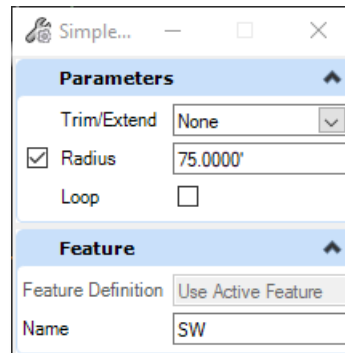 Simple...
Parameters
Trim/Extend None
Radius 75.0000'
Loop
Feature
Feature Definition Use Active Feature
Name SW